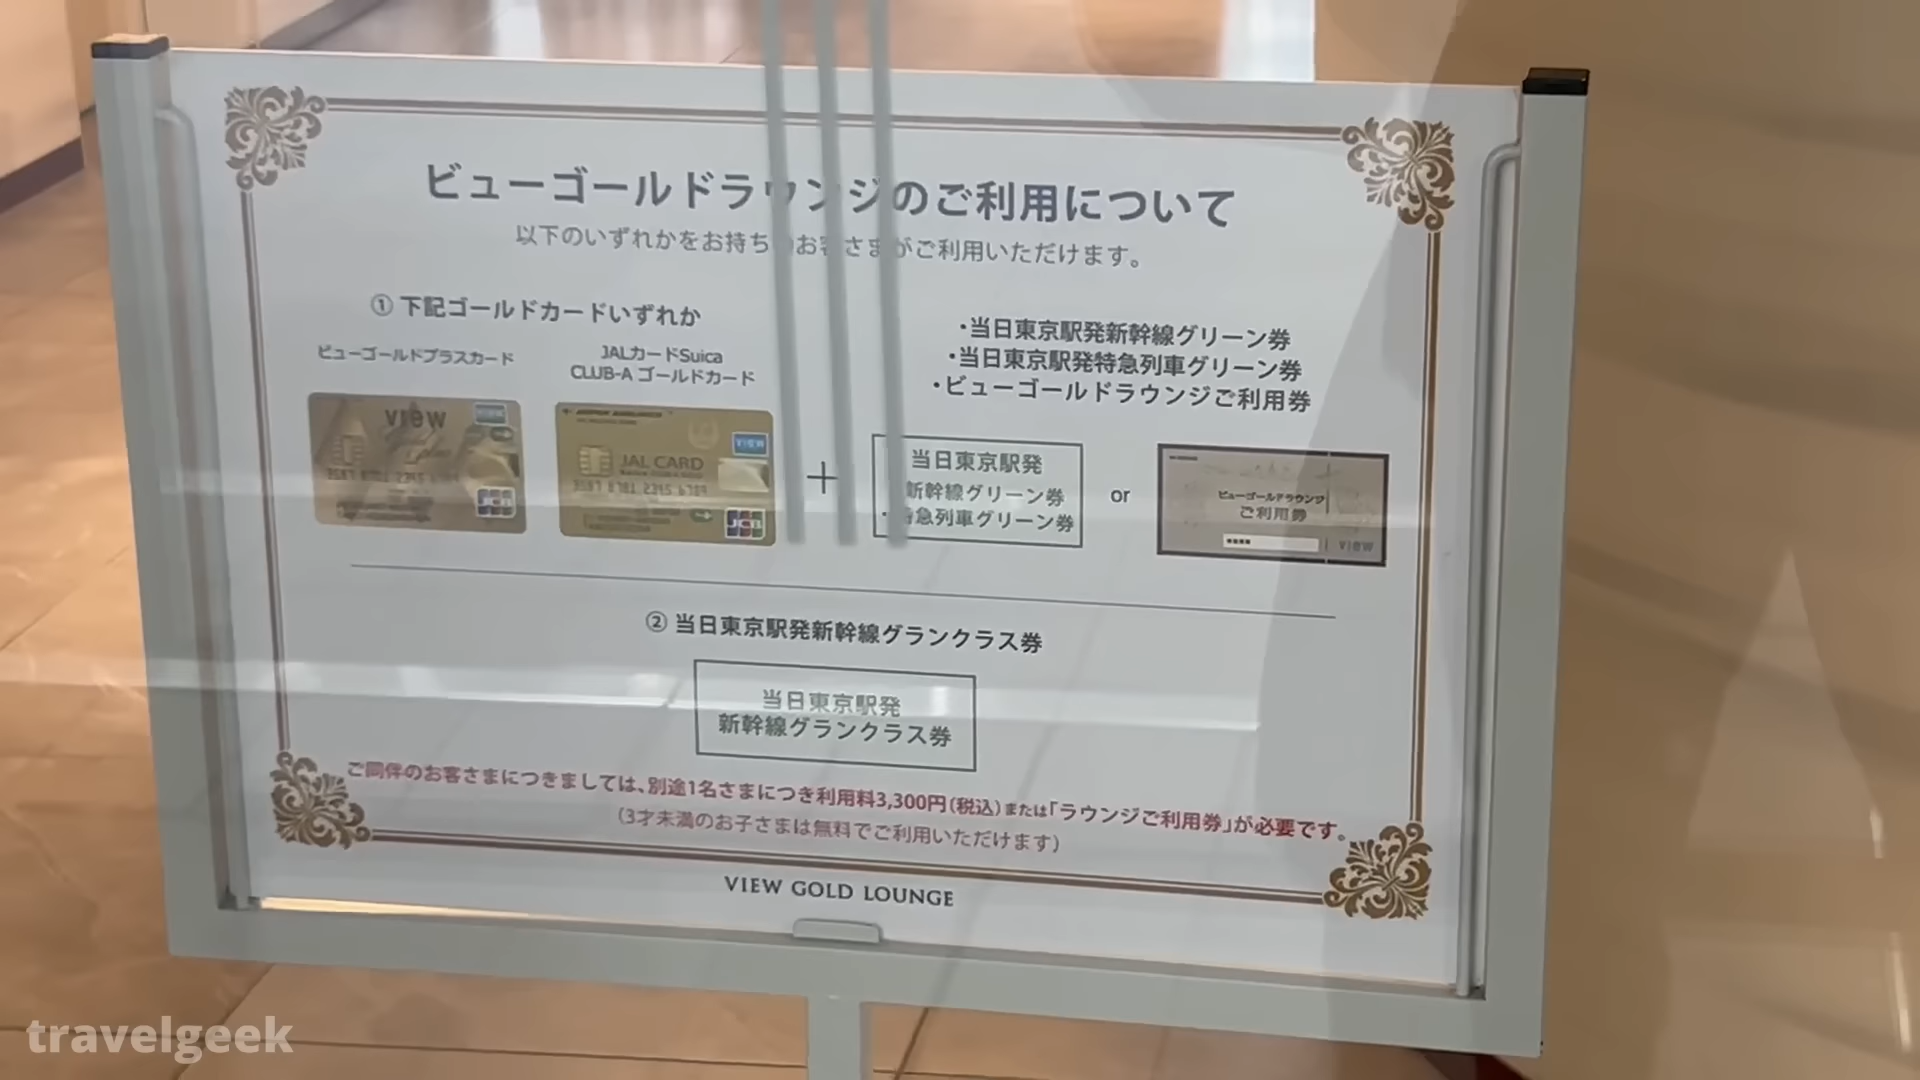 ビューゴールドラウンジのご利用について
以下のいずれかをお持ちのお客さまがご利用いただけます。
① 下記ゴールドカードいずれか
ビューゴールドプラスカード
JALカードSuica
CLUB-A ゴールドカード
VIEW
VIEW
JCB
VIEW
JAL CARD
JCB
+
・当日東京駅発新幹線グリーン券
・当日東京駅発特急列車グリーン券
・ビューゴールドラウンジご利用券
当日東京駅発
新幹線グリーン券
・特急列車グリーン券
or
ビューゴールドラウンジ
ご利用券
VIEW
② 当日東京駅発新幹線グランクラス券
当日東京駅発
新幹線グランクラス券
ご同伴のお客さまにつきましては、別途1名さまにつき利用料3,300円(税込)または「ラウンジご利用券」が必要です。
(3才未満のお子さまは無料でご利用いただけます)
VIEW GOLD LOUNGE
travelgeek